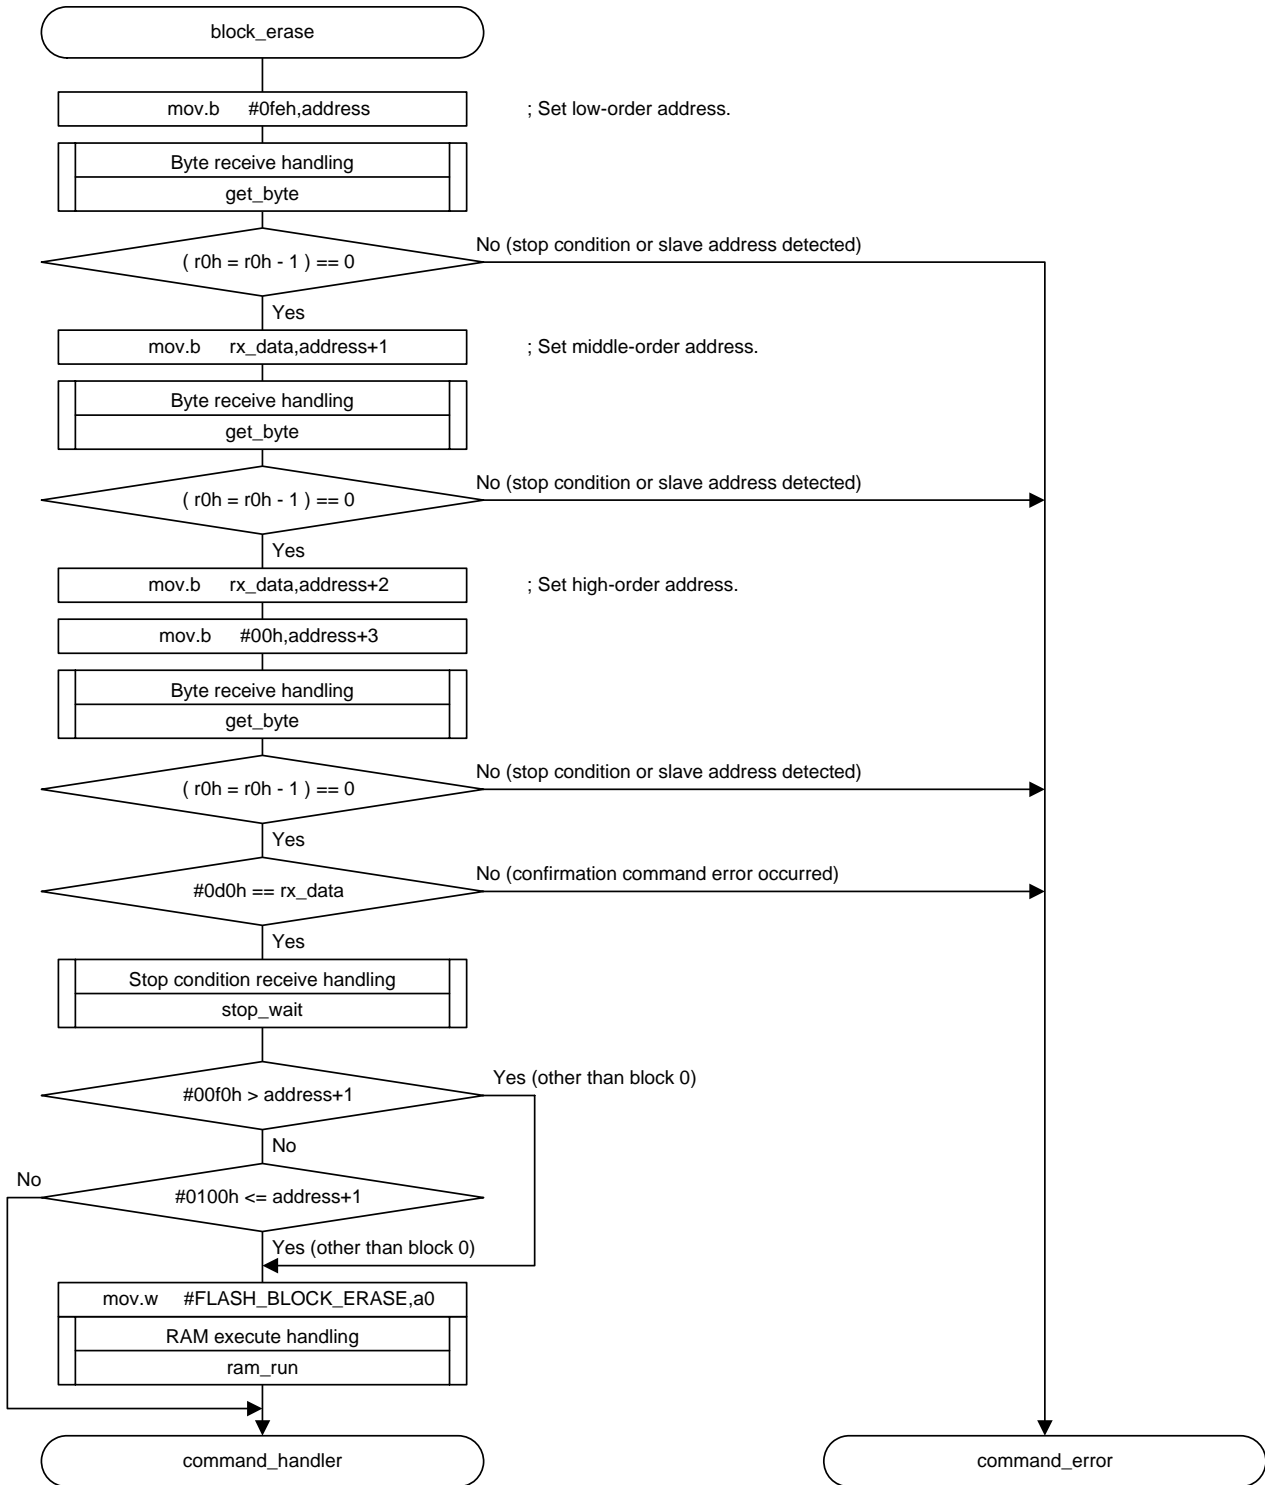 block_erase
mov.b #0feh,address ; Set low-order address.
Byte receive handling
get_byte
No (stop condition or slave address detected)
( r0h = r0h - 1 ) == 0
Yes
mov.b rx_data,address+1 ; Set middle-order address.
Byte receive handling
get_byte
No (stop condition or slave address detected)
( r0h = r0h - 1 ) == 0
Yes
mov.b rx_data,address+2 ; Set high-order address.
mov.b #00h,address+3
Byte receive handling
get_byte
No (stop condition or slave address detected)
( r0h = r0h - 1 ) == 0
Yes
No (confirmation command error occurred)
#0d0h == rx_data
Yes
Stop condition receive handling
stop_wait
Yes (other than block 0)
#00f0h > address+1
No
No
#0100h <= address+1
Yes (other than block 0)
mov.w #FLASH_BLOCK_ERASE,a0
RAM execute handling
ram_run
command_handler command_error